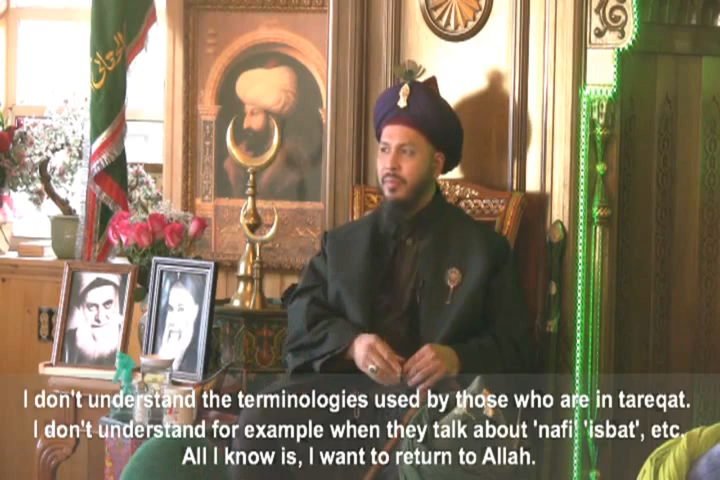 I don't understand the terminologies used by those who are in tareqat.
I don't understand for example when they talk about 'nafi' 'isbat', etc.
All I know is, I want to return to Allah.